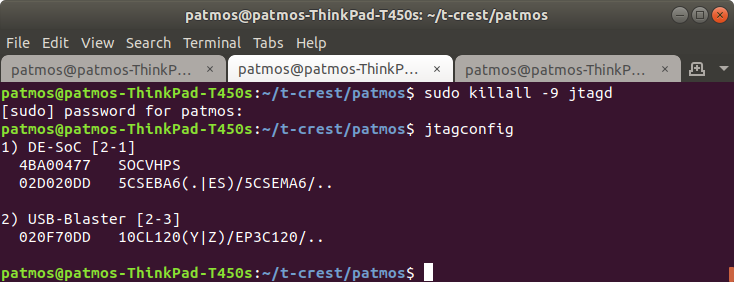 patmos@patmos-ThinkPad-T450s: ~/t-crest/patmos
File Edit View Search Terminal Tabs Help
patmos@patmos-ThinkP… × patmos@patmos-ThinkP… × patmos@patmos-ThinkP… ×
patmos@patmos-ThinkPad-T450s:~/t-crest/patmos$ sudo killall -9 jtagd
[sudo] password for patmos:
patmos@patmos-ThinkPad-T450s:~/t-crest/patmos$ jtagconfig
1) DE-SoC [2-1]
4BA00477 SOCVHPS
02D020DD 5CSEBA6(.|ES)/5CSEMA6/..
2) USB-Blaster [2-3]
020F70DD 10CL120(Y|Z)/EP3C120/..
patmos@patmos-ThinkPad-T450s:~/t-crest/patmos$